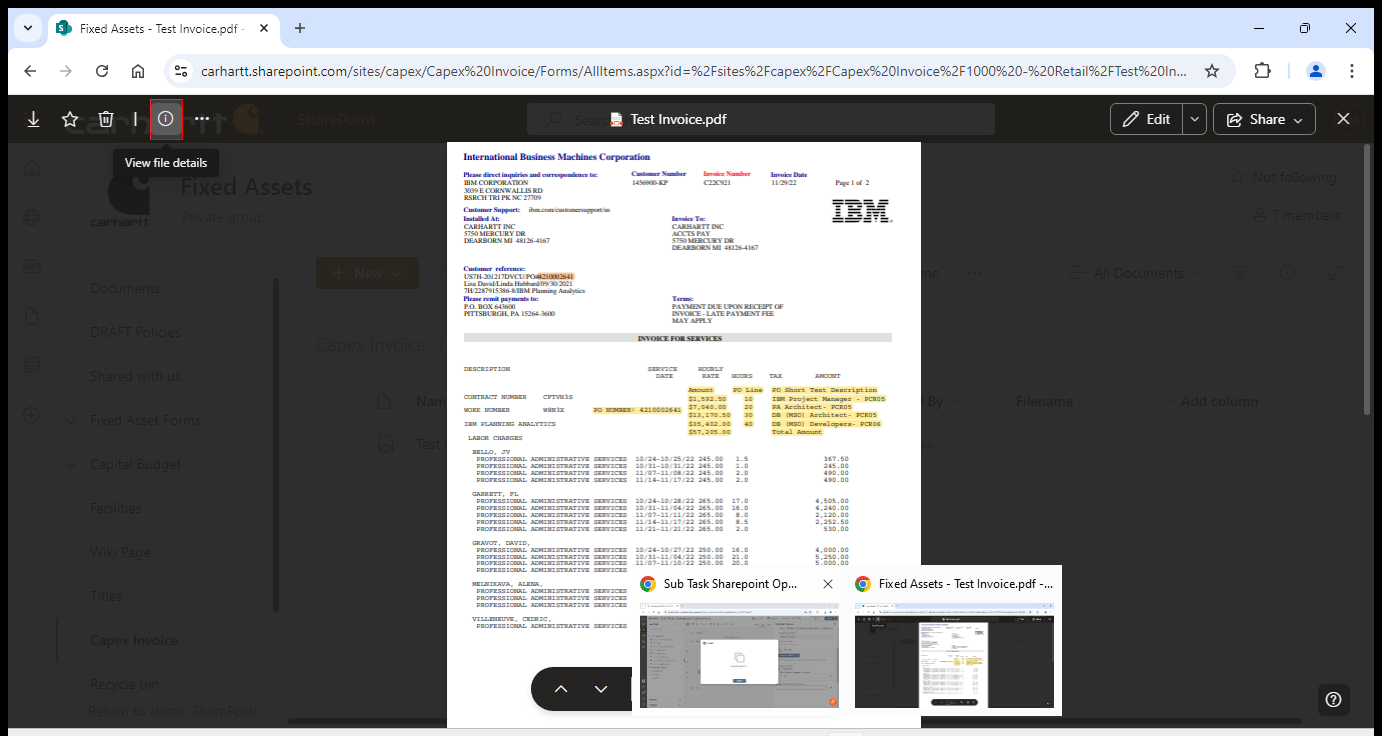 Fixed Assets - Test Invoice.pdf -
carhartt.sharepoint.com/sites/capex/Capex%20Invoice/Forms/AllItems.aspx?id=%2Fsites%2Fcapex%2FCapex%20Invoice%2F1000%20-%20Retail%2FTest%20In...
carhartt
SharePoint
Search
Test Invoice.pdf
Edit
Share
View file details
carhartt
Fixed Assets
Private group
Not following
7 members
New
All Documents
Documents
DRAFT Policies
Shared with us
Fixed Asset Forms
Capital Budget
Facilities
Wiki Page
Titles
Capex Invoice
Recycle bin
Return to classic SharePoint
Capex Invoice
Filename
Add column
International Business Machines Corporation
Please direct inquiries and correspondence to:
IBM CORPORATION
3039 E CORNWALLIS RD
RSRCH TRI PK NC 27709
Customer Number Invoice Number Invoice Date
1456900-KP C22C921 11/29/22 Page 1 of 2
IBM
Customer Support: ibm.com/customersupport/us
Installed At:
CARHARTT INC
5750 MERCURY DR
DEARBORN MI 48126-4167
Invoice To:
CARHARTT INC
ACCTS PAY
5750 MERCURY DR
DEARBORN MI 48126-4167
Customer reference:
US7H-201217DVCU/PO#4210002641
Lisa David/Linda Hubbard/09/30/2021
7H/2287915386-8/IBM Planning Analytics
Please remit payments to:
P.O. BOX 643600
PITTSBURGH, PA 15264-3600
Terms:
PAYMENT DUE UPON RECEIPT OF
INVOICE - LATE PAYMENT FEE
MAY APPLY
INVOICE FOR SERVICES
DESCRIPTION SERVICE DATE HOURLY RATE HOURS TAX AMOUNT
Amount PO Line PO Short Text Description
CONTRACT NUMBER CFTVH3S $1,592.50 10 IBM Project Manager - PCR05
$7,040.00 20 PA Architect- PCR05
WORK NUMBER W8N3X PO NUMBER: 4210002641 $13,170.50 30 DB (MSO) Architect- PCR05
IBM PLANNING ANALYTICS $35,402.00 40 DB (MSO) Developers- PCR06
$57,205.00 Total Amount
LABOR CHARGES
BELLO, JV
PROFESSIONAL ADMINISTRATIVE SERVICES 10/24-10/25/22 245.00 1.5 367.50
PROFESSIONAL ADMINISTRATIVE SERVICES 10/31-10/31/22 245.00 1.0 245.00
PROFESSIONAL ADMINISTRATIVE SERVICES 11/07-11/08/22 245.00 2.0 490.00
PROFESSIONAL ADMINISTRATIVE SERVICES 11/14-11/17/22 245.00 2.0 490.00
GARRETT, PL
PROFESSIONAL ADMINISTRATIVE SERVICES 10/24-10/28/22 265.00 17.0 4,505.00
PROFESSIONAL ADMINISTRATIVE SERVICES 10/31-11/04/22 265.00 16.0 4,240.00
PROFESSIONAL ADMINISTRATIVE SERVICES 11/07-11/11/22 265.00 8.0 2,120.00
PROFESSIONAL ADMINISTRATIVE SERVICES 11/14-11/17/22 265.00 8.5 2,252.50
PROFESSIONAL ADMINISTRATIVE SERVICES 11/21-11/21/22 265.00 2.0 530.00
GRAVOT, DAVID,
PROFESSIONAL ADMINISTRATIVE SERVICES 10/24-10/27/22 250.00 16.0 4,000.00
PROFESSIONAL ADMINISTRATIVE SERVICES 10/31-11/04/22 250.00 21.0 5,250.00
PROFESSIONAL ADMINISTRATIVE SERVICES 11/07-11/10/22 250.00 20.0 5,000.00
PROFESSIONAL ADMINISTRATIVE SERVICES
MELNIKAVA, ALENA,
PROFESSIONAL ADMINISTRATIVE SERVICES
PROFESSIONAL ADMINISTRATIVE SERVICES
PROFESSIONAL ADMINISTRATIVE SERVICES
VILLENEUVE, CEDRIC,
PROFESSIONAL ADMINISTRATIVE SERVICES
Sub Task Sharepoint Op...
Fixed Assets - Test Invoice.pdf -...